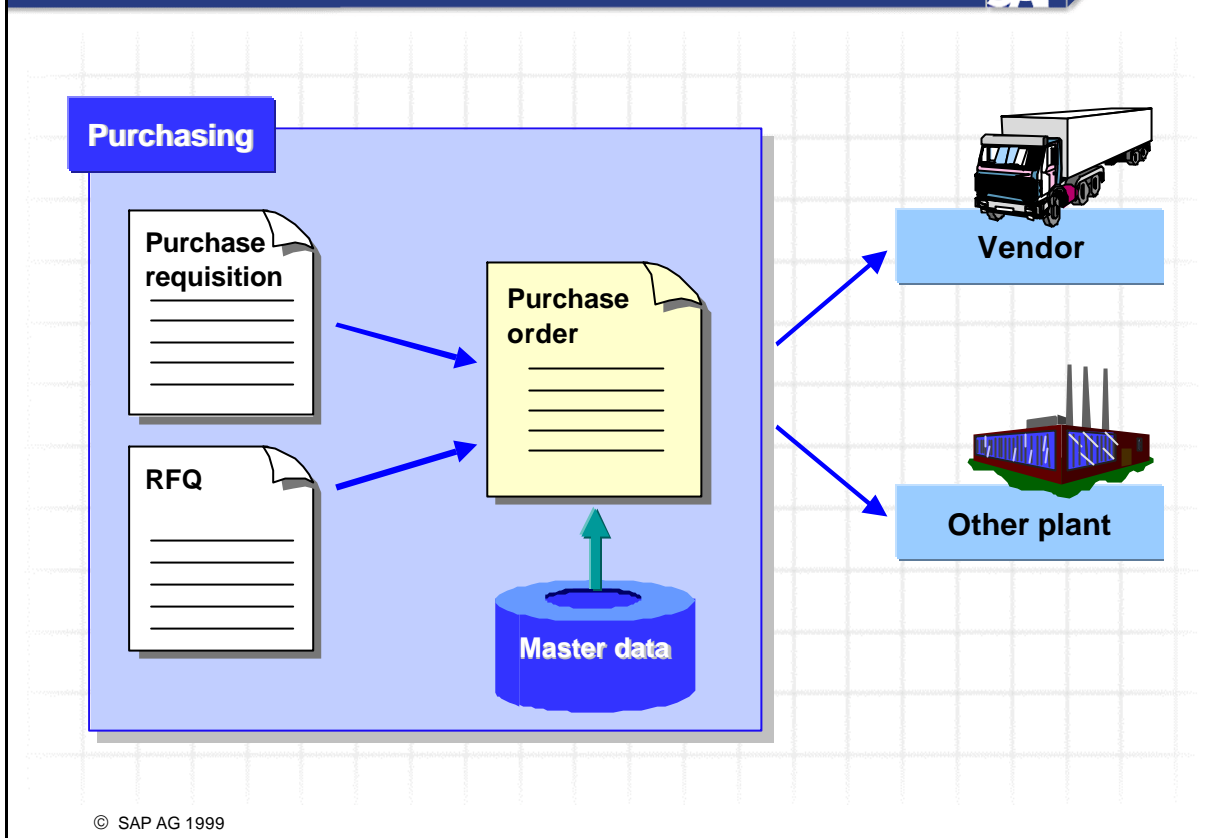 Purchasing
Purchase
requisition
RFQ
Purchase
order
Master data
Vendor
Other plant
© SAP AG 1999